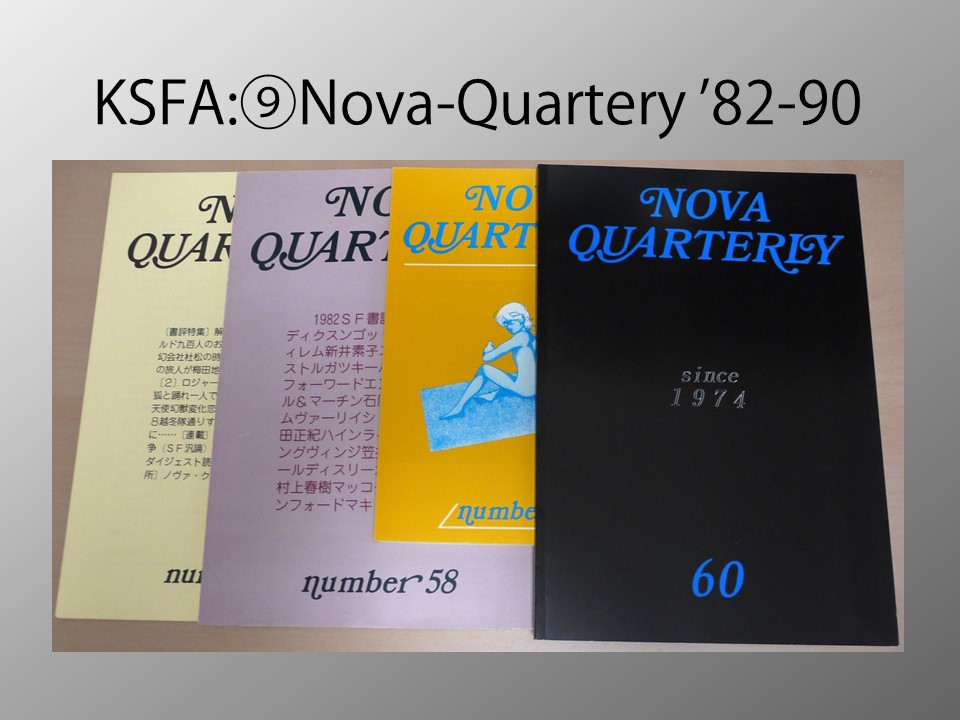 KSFA:⑨Nova-Quartery ’82-90
N
QUAR
〔書評特集〕解
ルド九百人のお
幻会社杜松の時
の旅人が梅田地
〔2〕ロジャー
狐と踊れ一人で
天使幻獣変化恋
8越冬隊通りす
に……〔連載〕
争〈SF汎論〉
ダイジェスト読
所〕ノヴァ・ク
nu
NO
QUART
1982SF書評
ディクスンゴッ
ィレム新井素子
ストルガツキー
フォーワードエ
ル&マーチン石
ムヴァーリイシ
田正紀ハインラ
ングヴィンジ笠
ールディスリー
村上春樹マッコ
ンフォードマキ
number 58
NO
QUART
numbe
NOVA
QUARTERLY
since
1974
60